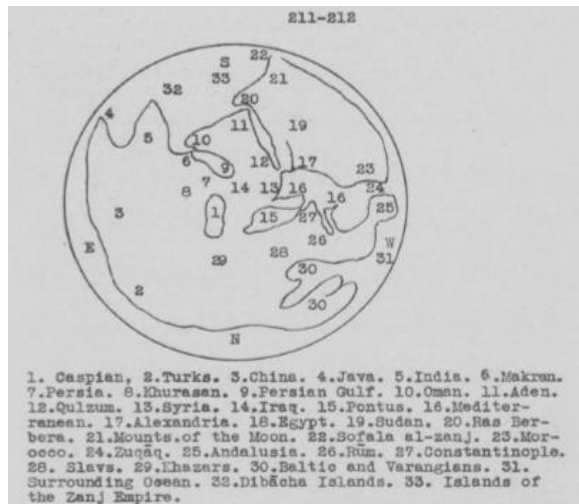 211-212
22
S
21
33
32
20
4
11
19
5
10
6
12
17
9
23
7
14
13
16
24
8
16
25
3
1
15
27
26
W
E
28
29
30
31
2
30
N
1. Caspian, 2.Turks. 3.China. 4.Java. 5.India. 6.Makran.
7.Persia. 8.Khurasan. 9.Persian Gulf. 10.Oman. 11.Aden.
12.Qulzum. 13.Syria. 14.Iraq. 15.Pontus. 16.Mediter-
ranean. 17.Alexandria. 18.Egypt. 19.Sudan. 20.Ras Ber-
bera. 21.Mounts.of the Moon. 22.Sofala al-zanj. 23.Mor-
occo. 24.Zuqāq. 25.Andalusia. 26.Rūm. 27.Constantinople.
28. Slavs. 29.Khazars. 30.Baltic and Varangians. 31.
Surrounding Osean. 32.Dibācha Islands. 33. Islands of
the Zanj Empire.